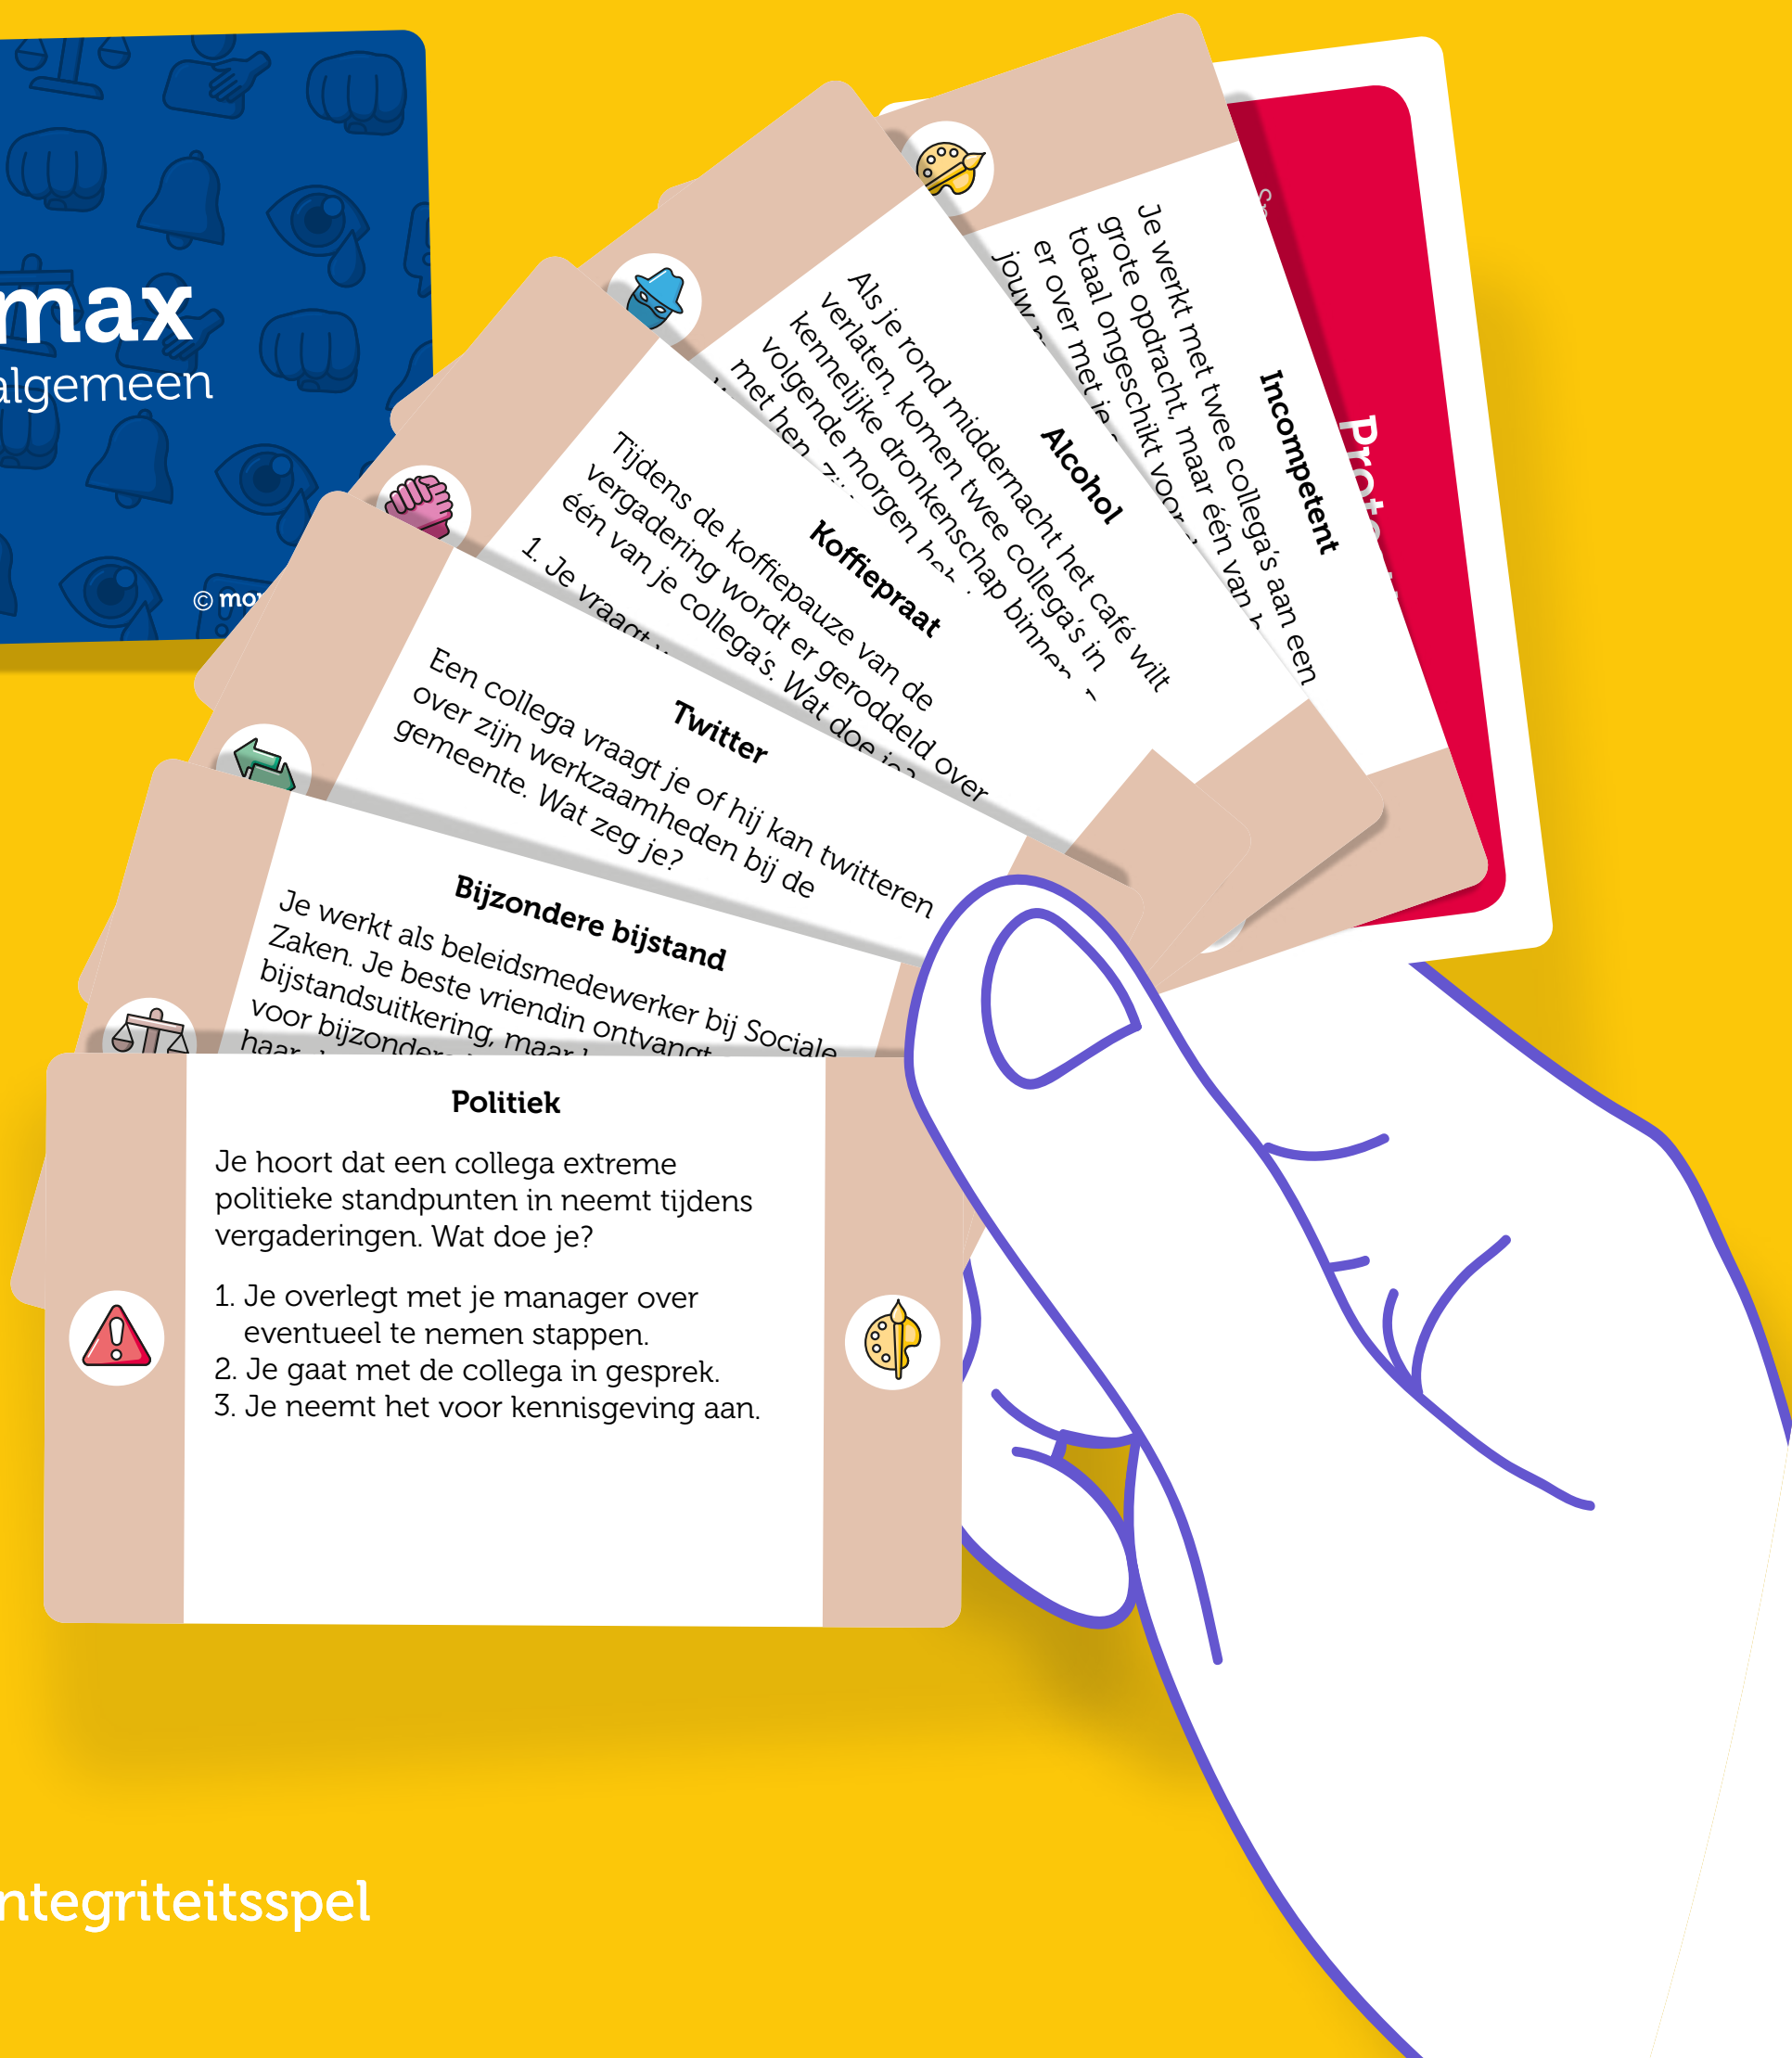 max
algemeen
©
Incompetent
Je werkt met twee collega's aan een
grote opdracht, maar één van
totaal ongeschikt voor
er over met je
jouw
Alcohol
Als je rond middernacht het café wilt
verlaten, komen twee collega's in
kennelijke dronkenschap binnen.
volgende morgen
met hen.
Koffiepraat
Tijdens de koffiepauze van de
vergadering wordt er geroddeld over
één van je collega's. Wat doe je?
1. Je vraagt
Twitter
Een collega vraagt je of hij kan twitteren
over zijn werkzaamheden bij de
gemeente. Wat zeg je?
Bijzondere bijstand
Je werkt als beleidsmedewerker bij Sociale
Zaken. Je beste vriendin ontvangt
bijstandsuitkering, maar
voor
haar
Politiek
Je hoort dat een collega extreme
politieke standpunten in neemt tijdens
vergaderingen. Wat doe je?
1. Je overlegt met je manager over
eventueel te nemen stappen.
2. Je gaat met de collega in gesprek.
3. Je neemt het voor kennisgeving aan.
ntegriteitsspel